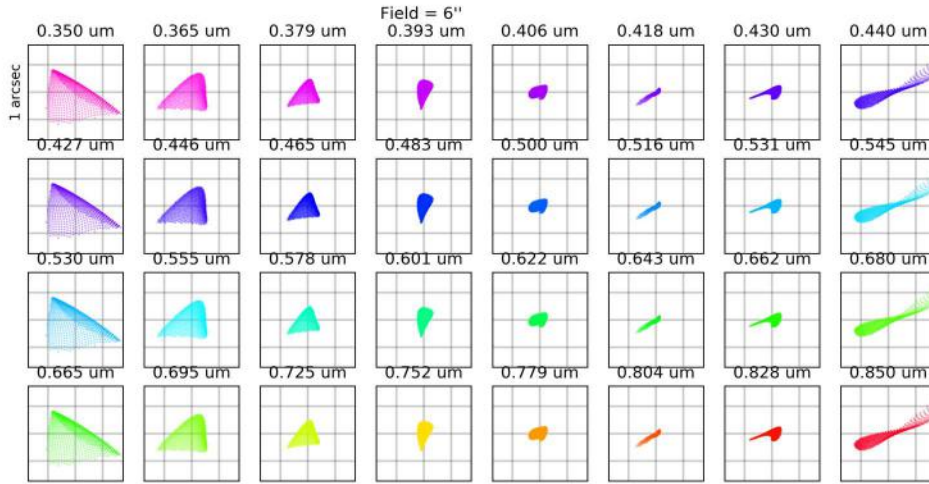 Field = 6''
0.350 um 0.365 um 0.379 um 0.393 um 0.406 um 0.418 um 0.430 um 0.440 um
1 arcsec
0.427 um 0.446 um 0.465 um 0.483 um 0.500 um 0.516 um 0.531 um 0.545 um
0.530 um 0.555 um 0.578 um 0.601 um 0.622 um 0.643 um 0.662 um 0.680 um
0.665 um 0.695 um 0.725 um 0.752 um 0.779 um 0.804 um 0.828 um 0.850 um